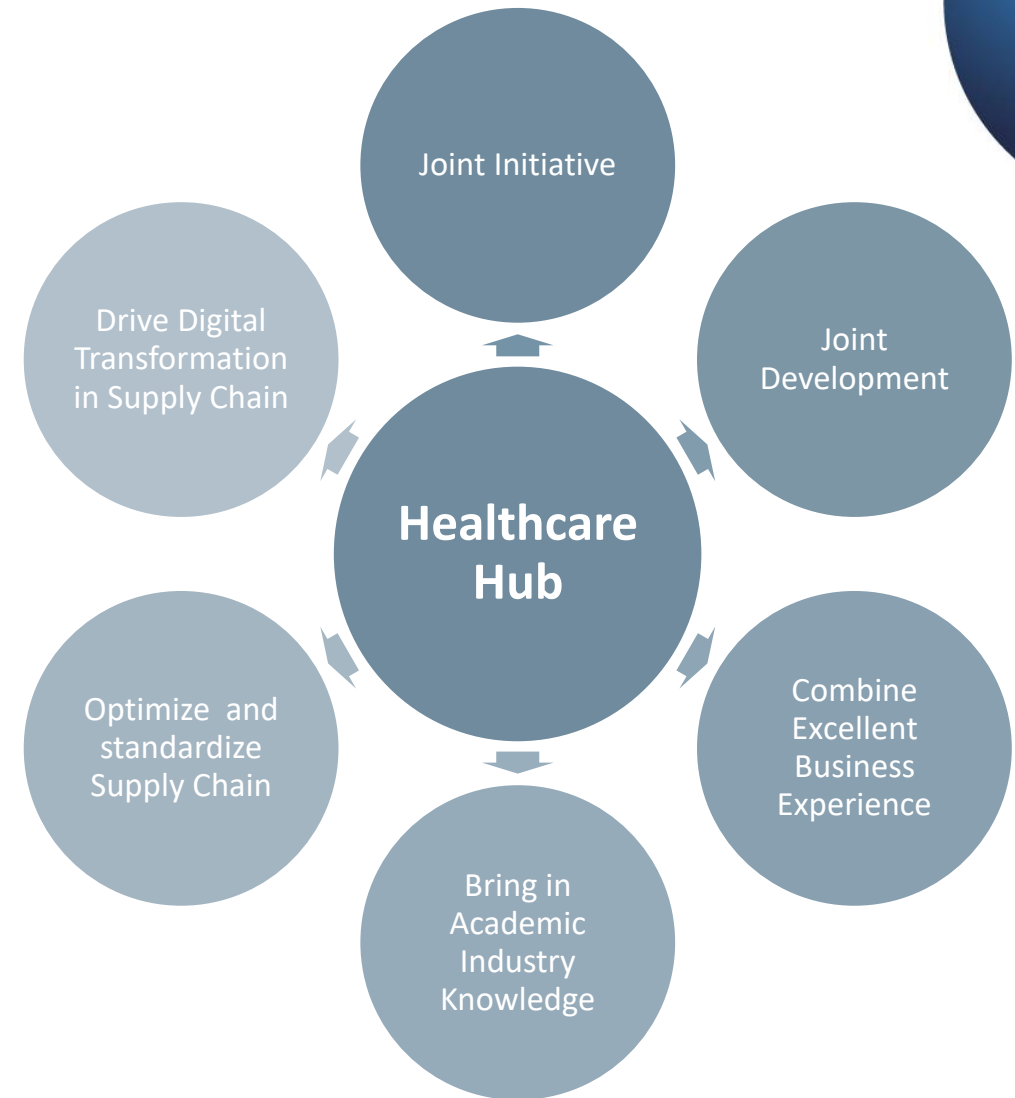 Joint Initiative
Joint
Development
Combine
Excellent
Business
Experience
Bring in
Academic
Industry
Knowledge
Optimize  and
standardize
Supply Chain
Drive Digital
Transformation
in Supply Chain
Healthcare
Hub